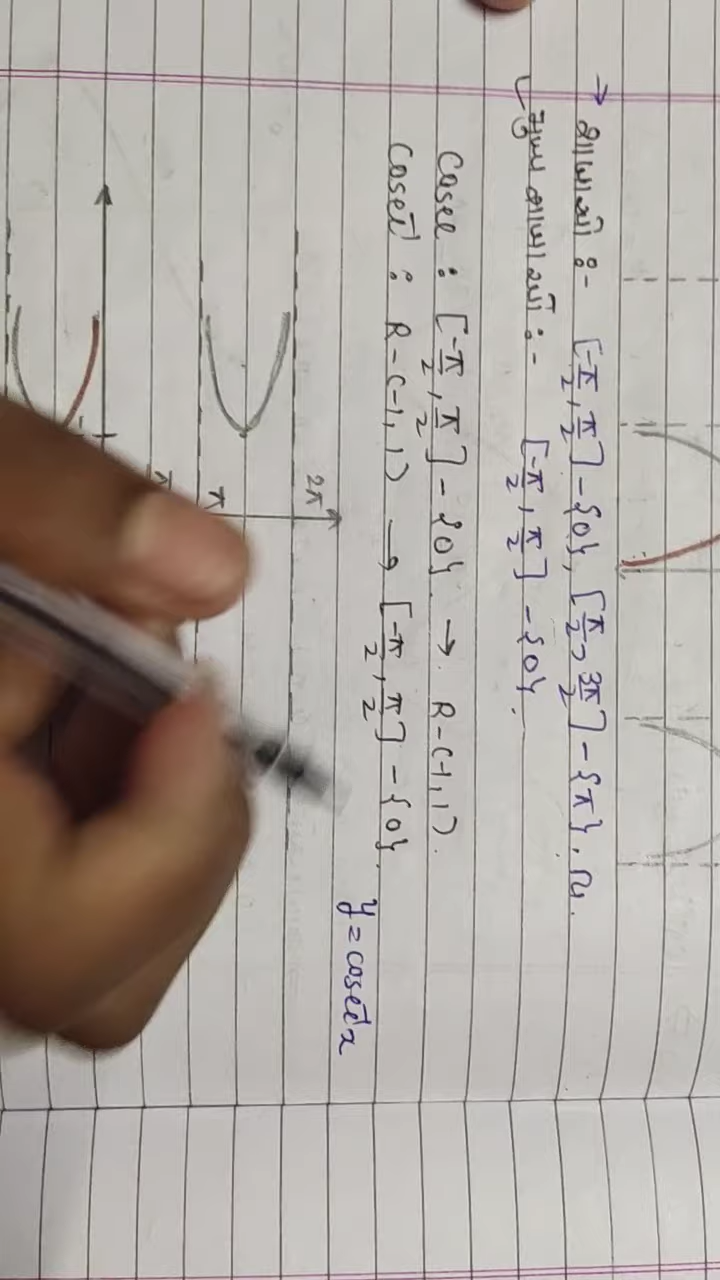 → શાખાઓ :- [-π/2, π/2] - {0}, [π/2, 3π/2] - {π}. વિ.
મુખ્ય શાખાઓ :- [-π/2, π/2] - {0}.
Cosec : [-π/2, π/2] - {0} → R-(-1,1).
Cosec⁻¹ : R-(-1,1) → [-π/2, π/2] - {0}.
y = cosec⁻¹x
2π
π